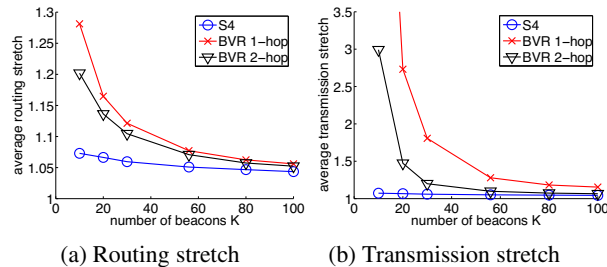 average routing stretch
1.3
1.25
1.2
1.15
1.1
1.05
1
0 20 40 60 80 100
number of beacons K
S4
BVR 1-hop
BVR 2-hop
(a) Routing stretch
average transmission stretch
3.5
3
2.5
2
1.5
1
0 20 40 60 80 100
number of beacons K
S4
BVR 1-hop
BVR 2-hop
(b) Transmission stretch